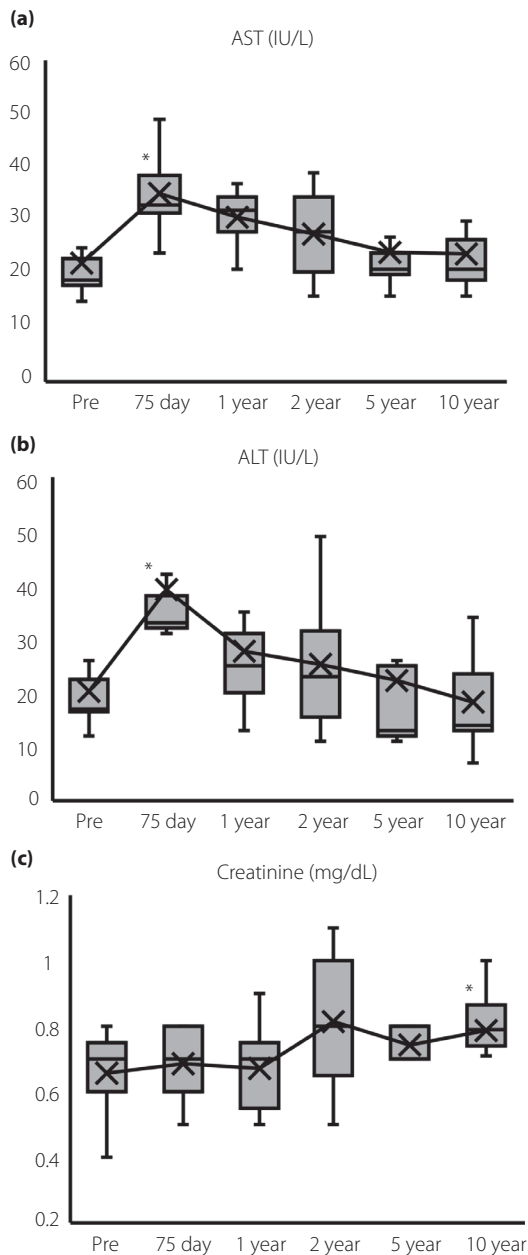 (a)
AST (IU/L)
60
50
40
30
20
10
0
*
Pre 75 day 1 year 2 year 5 year 10 year
(b)
ALT (IU/L)
60
50
40
30
20
10
0
*
Pre 75 day 1 year 2 year 5 year 10 year
(c)
Creatinine (mg/dL)
1.2
1
0.8
0.6
0.4
0.2
*
Pre 75 day 1 year 2 year 5 year 10 year